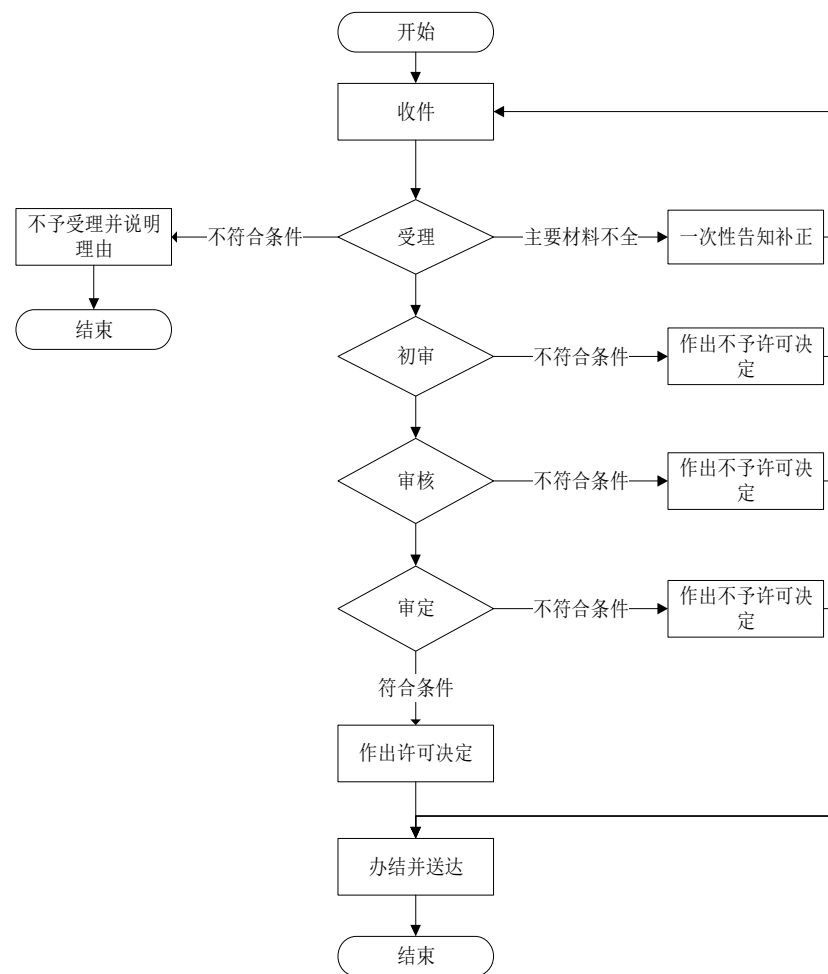 开始
收件
不予受理并说明
理由
不符合条件
受理
主要材料不全
一次性告知补正
结束
初审
不符合条件
作出不予许可决
定
审核
不符合条件
作出不予许可决
定
审定
不符合条件
作出不予许可决
定
符合条件
作出许可决定
办结并送达
结束